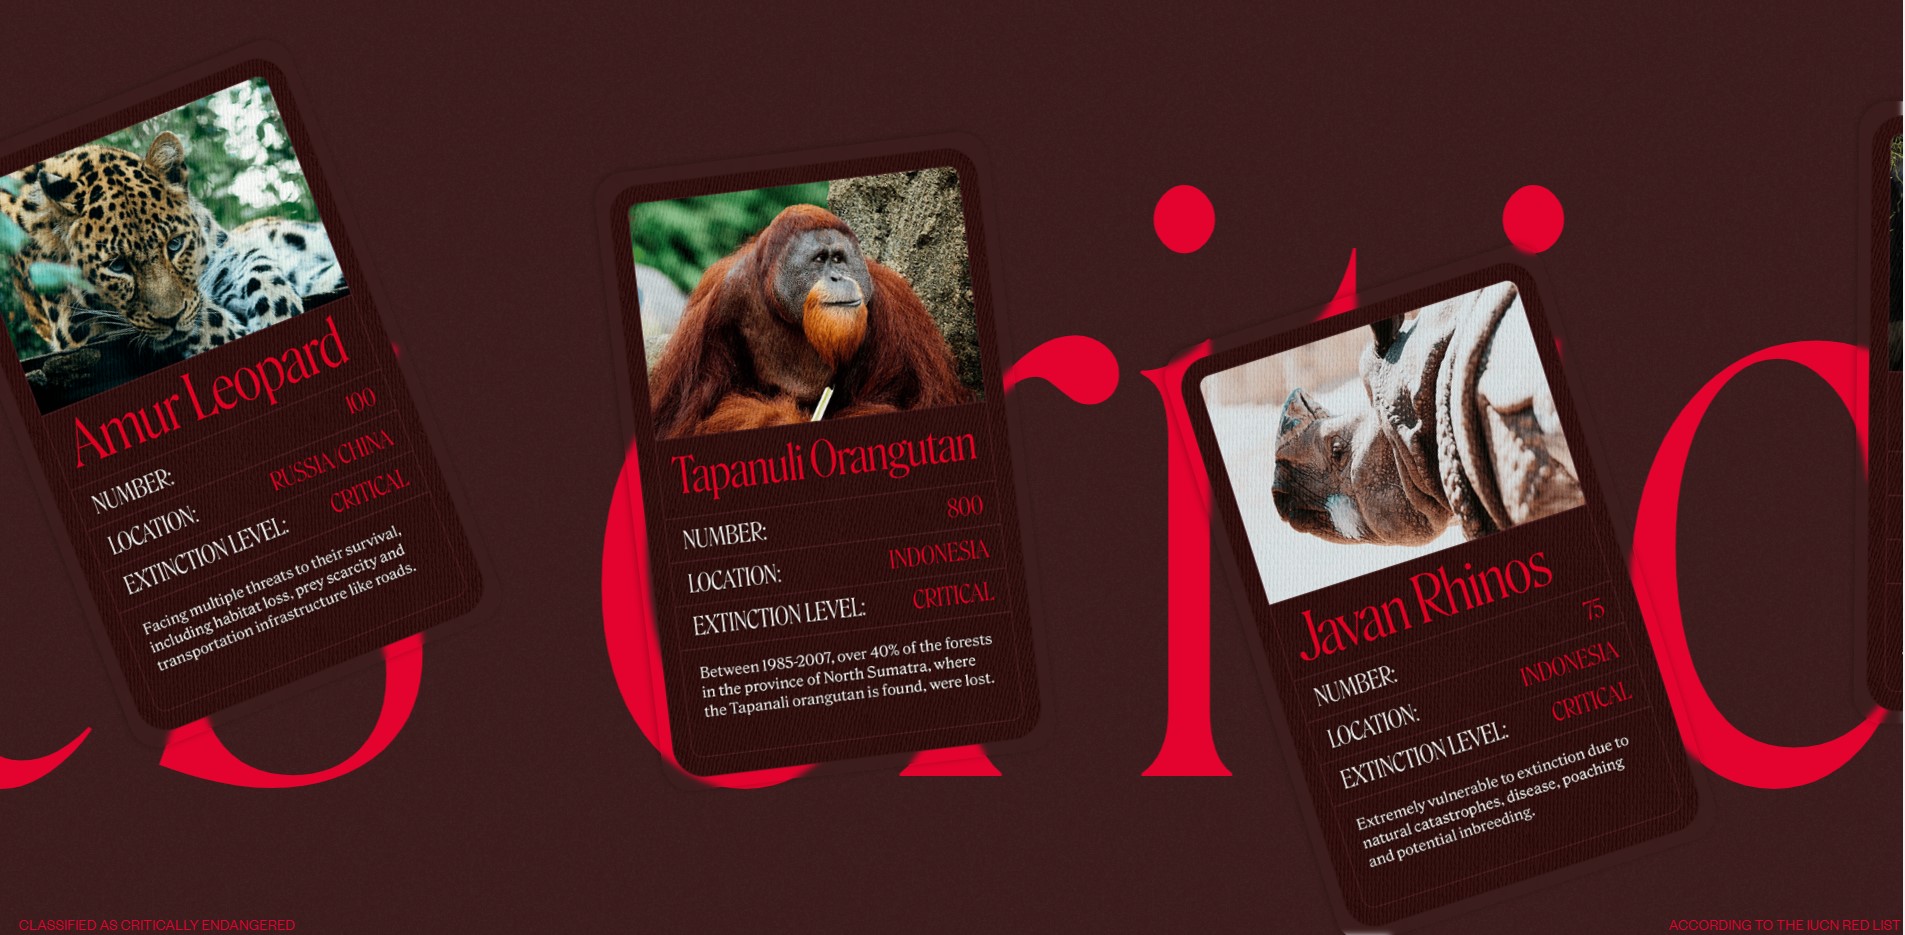 Amur Leopard
NUMBER: 100
LOCATION: RUSSIA/CHINA
EXTINCTION LEVEL: CRITICAL
Facing multiple threats to their survival,
including habitat loss, prey scarcity and
transportation infrastructure like roads.
Tapanuli Orangutan
NUMBER: 800
LOCATION: INDONESIA
EXTINCTION LEVEL: CRITICAL
Between 1985-2007, over 40% of the forests
in the province of North Sumatra, where
the Tapanali orangutan is found, were lost.
Javan Rhinos
NUMBER: 75
LOCATION: INDONESIA
EXTINCTION LEVEL: CRITICAL
Extremely vulnerable to extinction due to
natural catastrophes, disease, poaching
and potential inbreeding.
CLASSIFIED AS CRITICALLY ENDANGERED
ACCORDING TO THE IUCN RED LIST